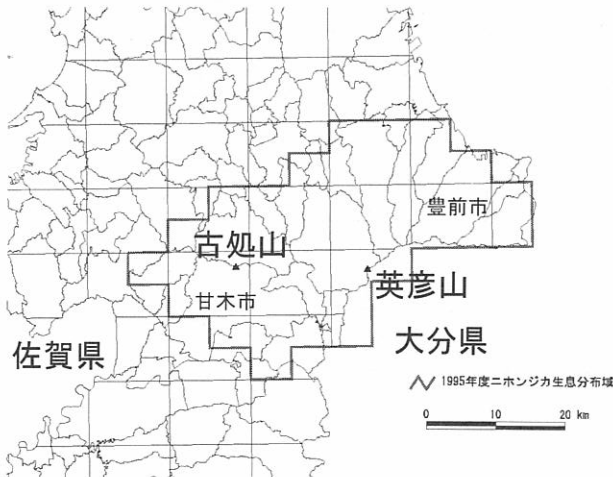 豊前市
古処山
英彦山
甘木市
大分県
佐賀県
1995年度ニホンジカ生息分布域
0 10 20 km